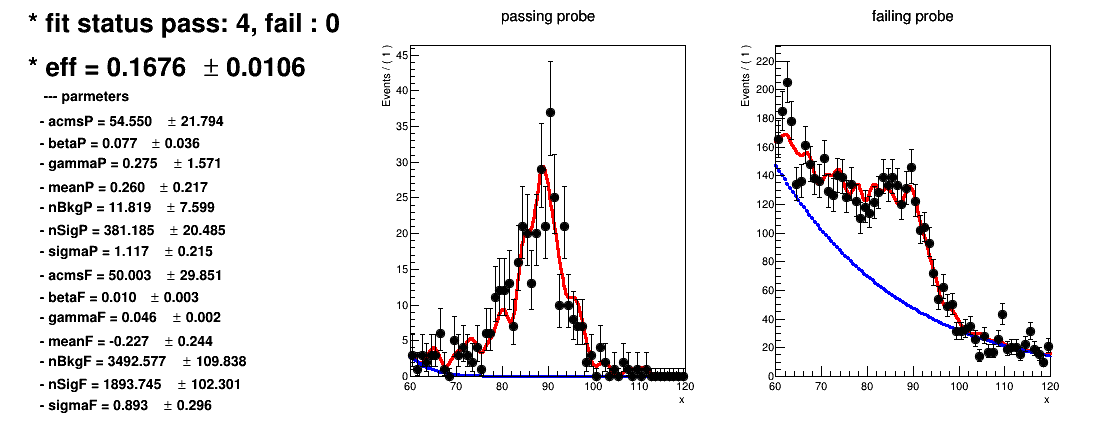 * fit status pass: 4, fail : 0
* eff = 0.1676 ± 0.0106
--- parmeters
- acmsP = 54.550 ± 21.794
- betaP = 0.077 ± 0.036
- gammaP = 0.275 ± 1.571
- meanP = 0.260 ± 0.217
- nBkgP = 11.819 ± 7.599
- nSigP = 381.185 ± 20.485
- sigmaP = 1.117 ± 0.215
- acmsF = 50.003 ± 29.851
- betaF = 0.010 ± 0.003
- gammaF = 0.046 ± 0.002
- meanF = -0.227 ± 0.244
- nBkgF = 3492.577 ± 109.838
- nSigF = 1893.745 ± 102.301
- sigmaF = 0.893 ± 0.296
passing probe
Events / ( 1 )
45
40
35
30
25
20
15
10
5
0
60 70 80 90 100 110 120
x
failing probe
Events / ( 1 )
220
200
180
160
140
120
100
80
60
40
20
0
60 70 80 90 100 110 120
x